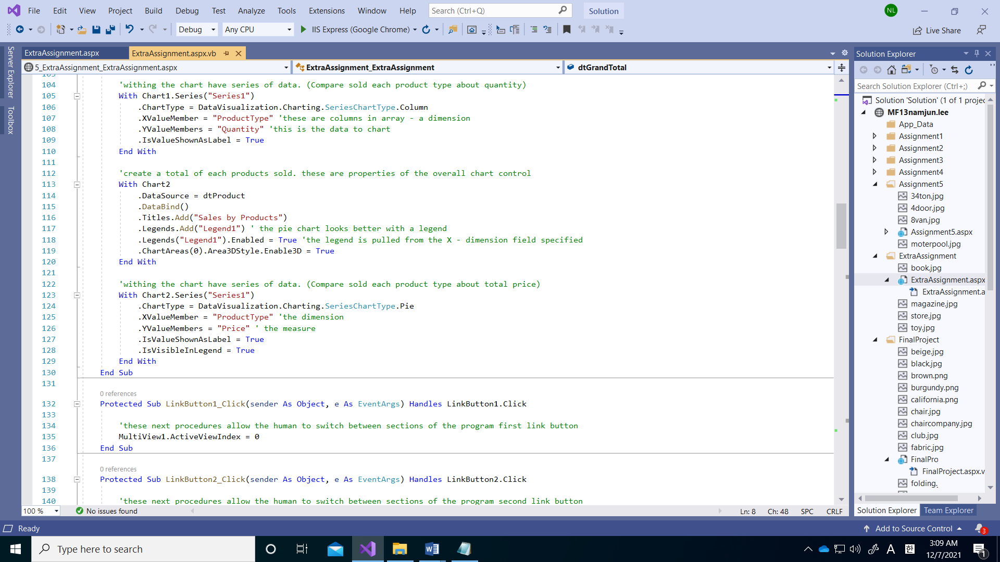 File Edit View Project Build Debug Test Analyze Tools Extensions Window Help Search (Ctrl+Q) Solution NL
Debug Any CPU IIS Express (Google Chrome) Live Share
Server Explorer
Toolbox
ExtraAssignment.aspx ExtraAssignment.aspx.vb
5_ExtraAssignment_ExtraAssignment.aspx ExtraAssignment_ExtraAssignment dtGrandTotal
104 'withing the chart have series of data. (Compare sold each product type about quantity)
105 With Chart1.Series("Series1")
106 .ChartType = DataVisualization.Charting.SeriesChartType.Column
107 .XValueMember = "ProductType" 'these are columns in array - a dimension
108 .YValueMembers = "Quantity" 'this is the data to chart
109 .IsValueShownAsLabel = True
110 End With
111
112 'create a total of each products sold. these are properties of the overall chart control
113 With Chart2
114 .DataSource = dtProduct
115 .DataBind()
116 .Titles.Add("Sales by Products")
117 .Legends.Add("Legend1") ' the pie chart looks better with a legend
118 .Legends("Legend1").Enabled = True 'the legend is pulled from the X - dimension field specified
119 .ChartAreas(0).Area3DStyle.Enable3D = True
120 End With
121
122 'withing the chart have series of data. (Compare sold each product type about total price)
123 With Chart2.Series("Series1")
124 .ChartType = DataVisualization.Charting.SeriesChartType.Pie
125 .XValueMember = "ProductType" 'the dimension
126 .YValueMembers = "Price" ' the measure
127 .IsValueShownAsLabel = True
128 .IsVisibleInLegend = True
129 End With
130 End Sub
131
0 references
132 Protected Sub LinkButton1_Click(sender As Object, e As EventArgs) Handles LinkButton1.Click
133
134 'these next procedures allow the human to switch between sections of the program first link button
135 MultiView1.ActiveViewIndex = 0
136 End Sub
137
0 references
138 Protected Sub LinkButton2_Click(sender As Object, e As EventArgs) Handles LinkButton2.Click
139
140 'these next procedures allow the human to switch between sections of the program second link button
100 % No issues found Ln: 8 Ch: 48 SPC CRLF
Solution Explorer
Search Solution Explorer (Ctrl+;)
Solution 'Solution' (1 of 1 projec
MF13namjun.lee
App_Data
Assignment1
Assignment2
Assignment3
Assignment4
Assignment5
34ton.jpg
4door.jpg
8van.jpg
Assignment5.aspx
moterpool.jpg
ExtraAssignment
book.jpg
ExtraAssignment.aspx
ExtraAssignment.a
magazine.jpg
store.jpg
toy.jpg
FinalProject
beige.jpg
black.jpg
brown.png
burgundy.png
california.png
chair.jpg
chaircompany.jpg
club.jpg
fabric.jpg
FinalPro
FinalProject.aspx.v
folding.
Solution Explorer Team Explorer
Ready Add to Source Control 3
Type here to search A 한 3:09 AM
12/7/2021 1